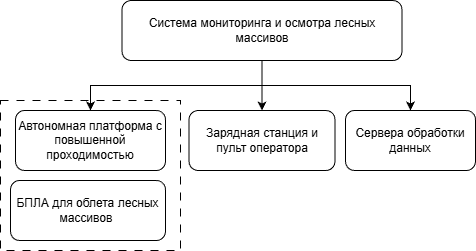 Система мониторинга и осмотра лесных
массивов
Автономная платформа с
повышенной
проходимостью
Зарядная станция и
пульт оператора
Сервера обработки
данных
БПЛА для облета лесных
массивов